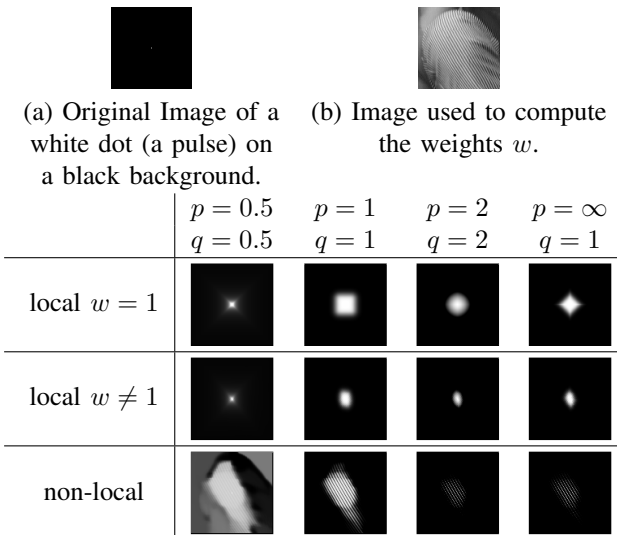 (a) Original Image of a
white dot (a pulse) on
a black background.
(b) Image used to compute
the weights w.
p = 0.5 p = 1 p = 2 p = ∞
q = 0.5 q = 1 q = 2 q = 1
local w = 1
local w ≠ 1
non-local